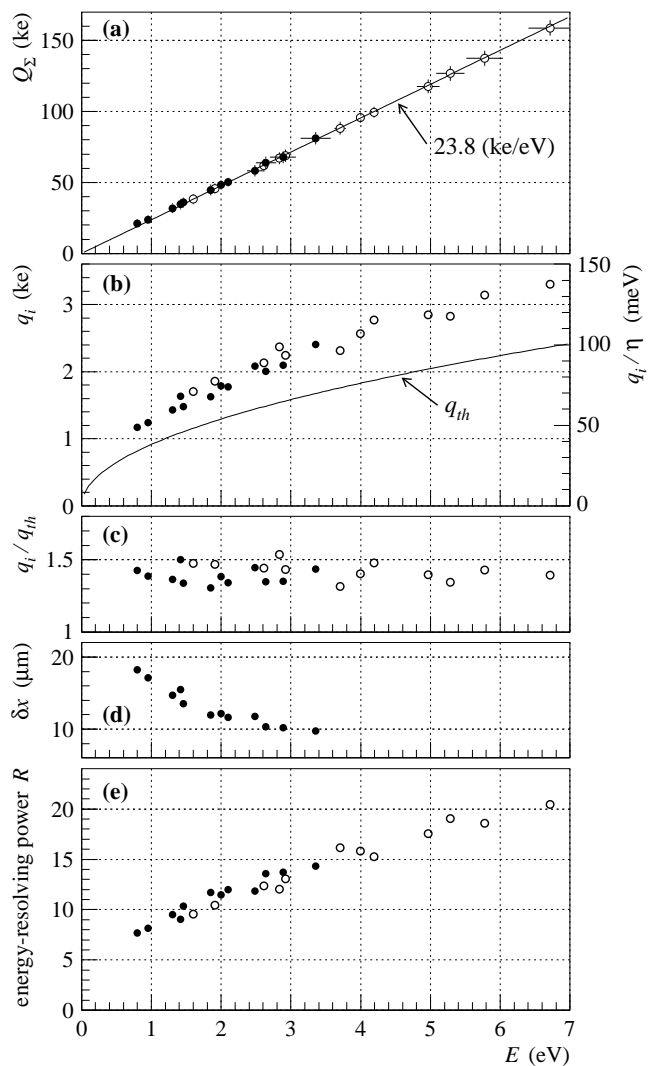 (a)
Q_Σ (ke)
150
100
50
0
23.8 (ke/eV)
(b)
q_i (ke)
3
2
1
0
q_th
150
100
50
0
q_i / η (meV)
(c)
q_i / q_th
1.5
1
(d)
δx (μm)
20
10
(e)
energy-resolving power R
20
15
10
5
0
0 1 2 3 4 5 6 7
E (eV)